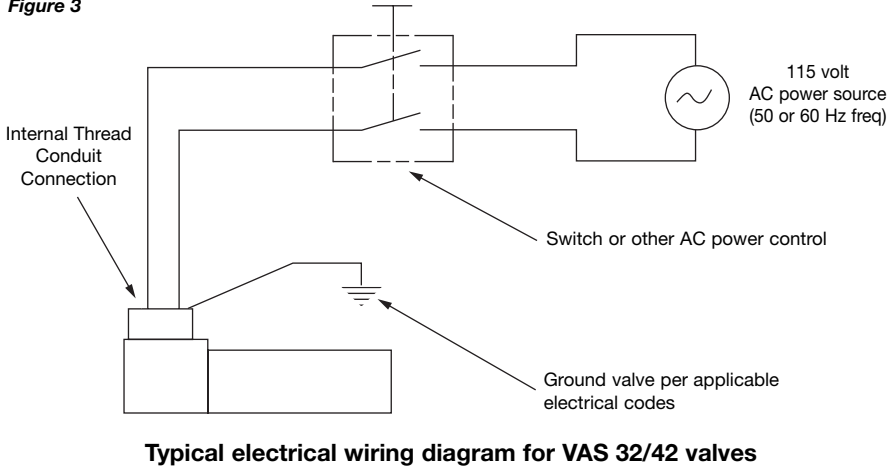 Figure 3
115 volt
AC power source
(50 or 60 Hz freq)
Internal Thread
Conduit
Connection
Switch or other AC power control
Ground valve per applicable
electrical codes
Typical electrical wiring diagram for VAS 32/42 valves